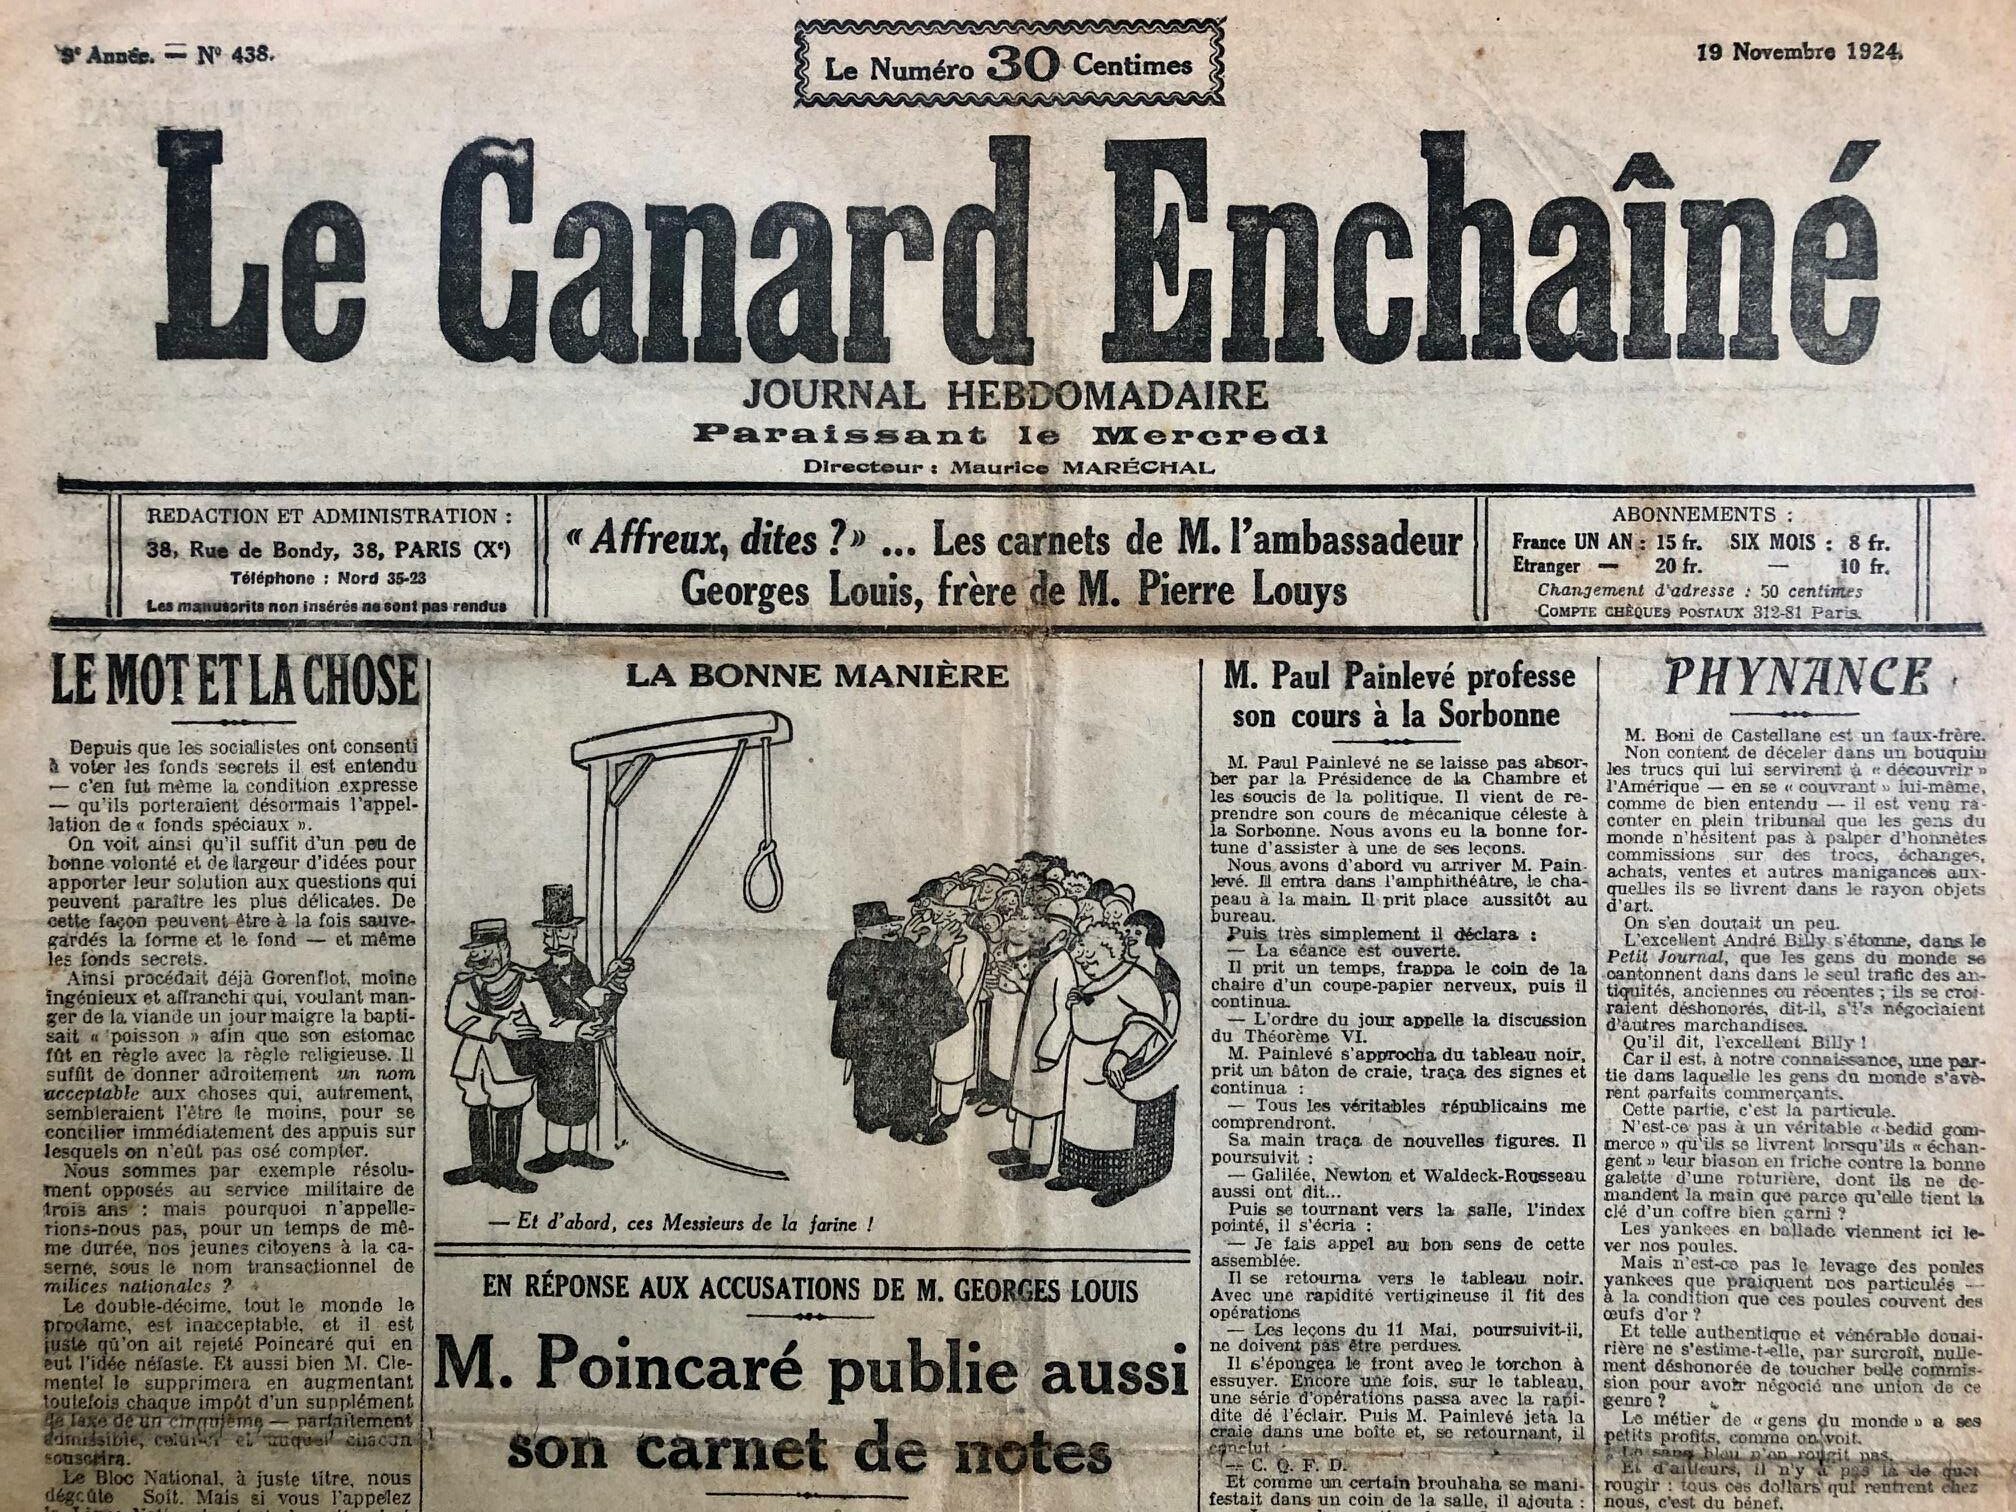 9e Année. — N° 438.
Le Numéro 30 Centimes
19 Novembre 1924.
Le Canard Enchaîné
JOURNAL HEBDOMADAIRE
Paraissant le Mercredi
Directeur : Maurice MARÉCHAL
REDACTION ET ADMINISTRATION :
38, Rue de Bondy, 38, PARIS (Xe)
Téléphone : Nord 35-23
Les manuscrits non insérés ne sont pas rendus
« Affreux, dites ? » ... Les carnets de M. l'ambassadeur
Georges Louis, frère de M. Pierre Louys
ABONNEMENTS :
France UN AN : 15 fr. SIX MOIS : 8 fr.
Etranger — 20 fr. — 10 fr.
Changement d'adresse : 50 centimes
COMPTE CHÈQUES POSTAUX 312-81 Paris.
LE MOT ET LA CHOSE
Depuis que les socialistes ont consenti
à voter les fonds secrets il est entendu
— c'en fut même la condition expresse
— qu'ils porteraient désormais l'appel-
lation de « fonds spéciaux ».
On voit ainsi qu'il suffit d'un peu de
bonne volonté et de largeur d'idées pour
apporter leur solution aux questions qui
peuvent paraître les plus délicates. De
cette façon peuvent être à la fois sauve-
gardés la forme et le fond — et même
les fonds secrets.
Ainsi procédait déjà Gorenflot, moine
ingénieux et affranchi qui, voulant man-
ger de la viande un jour maigre la bapti-
sait « poisson » afin que son estomac
fût en règle avec la règle religieuse. Il
suffit de donner adroitement un nom
acceptable aux choses qui, autrement,
sembleraient l'être le moins, pour se
concilier immédiatement des appuis sur
lesquels on n'eût pas osé compter.
Nous sommes par exemple résolu-
ment opposés au service militaire de
trois ans : mais pourquoi n'appelle-
rions-nous pas, pour un temps de mê-
me durée, nos jeunes citoyens à la ca-
serne, sous le nom transactionnel de
milices nationales ?
Le double-décime, tout le monde le
proclame, est inacceptable, et il est
juste qu'on ait rejeté Poincaré qui en
eut l'idée néfaste. Et aussi bien M. Cle-
mentel le supprimera en augmentant
toutefois chaque impôt d'un supplément
de taxe de un cinquième — parfaitement
admissible, celui-ci et auquel chacun
souscrira.
Le Bloc National, à juste titre, nous
dégoûte Soit. Mais si vous l'appelez
LA BONNE MANIÈRE
— Et d'abord, ces Messieurs de la farine !
EN RÉPONSE AUX ACCUSATIONS DE M. GEORGES LOUIS
M. Poincaré publie aussi
son carnet de notes
M. Paul Painlevé professe
son cours à la Sorbonne
M. Paul Painlevé ne se laisse pas absor-
ber par la Présidence de la Chambre et
les soucis de la politique. Il vient de re-
prendre son cours de mécanique céleste à
la Sorbonne. Nous avons eu la bonne for-
tune d'assister à une de ses leçons.
Nous avons d'abord vu arriver M. Pain-
levé. Il entra dans l'amphithéâtre, le cha-
peau à la main. Il prit place aussitôt au
bureau.
Puis très simplement il déclara :
— La séance est ouverte.
Il prit un temps, frappa le coin de la
chaire d'un coupe-papier nerveux, puis il
continua.
— L'ordre du jour appelle la discussion
du Théorème VI.
M. Painlevé s'approcha du tableau noir,
prit un bâton de craie, traça des signes et
continua :
— Tous les véritables républicains me
comprendront.
Sa main traça de nouvelles figures. Il
poursuivit :
— Galilée, Newton et Waldeck-Rousseau
aussi ont dit...
Puis se tournant vers la salle, l'index
pointé, il s'écria :
— Je fais appel au bon sens de cette
assemblée.
Il se retourna vers le tableau noir.
Avec une rapidité vertigineuse il fit des
opérations
— Les leçons du 11 Mai, poursuivit-il,
ne doivent pas être perdues.
Il s'épongea le front avec le torchon à
essuyer. Encore une fois, sur le tableau,
une série d'opérations passa avec la rapi-
dité dé l'éclair. Puis M. Painlevé jeta la
craie dans une boîte et, se retournant, il
conclut :
— C. Q. F. D.
Et comme un certain brouhaha se mani-
festait dans un coin de la salle, il ajouta :
PHYNANCE
M. Boni de Castellane est un faux-frère.
Non content de déceler dans un bouquin
les trucs qui lui servirent à « découvrir »
l'Amérique — en se « couvrant » lui-même,
comme de bien entendu — il est venu ra-
conter en plein tribunal que les gens du
monde n'hésitent pas à palper d'honnêtes
commissions sur des trocs, échanges,
achats, ventes et autres manigances aux-
quelles ils se livrent dans le rayon objets
d'art.
On s'en doutait un peu.
L'excellent André Billy s'étonne, dans le
Petit Journal, que les gens du monde se
cantonnent dans dans le seul trafic des an-
tiquités, anciennes ou récentes ; ils se croi-
raient déshonorés, dit-il, s'i's négociaient
d'autres marchandises.
Qu'il dit, l'excellent Billy !
Car il est, à notre connaissance, une par-
tie dans laquelle les gens du monde s'avè-
rent parfaits commerçants.
Cette partie, c'est la particule.
N'est-ce pas à un véritable « bedid gom-
merce » qu'ils se livrent lorsqu'ils « échan-
gent » leur blason en friche contre la bonne
galette d'une roturière, dont ils ne de-
mandent la main que parce qu'elle tient la
clé d'un coffre bien garni ?
Les yankees en ballade viennent ici le-
ver nos poules.
Mais n'est-ce pas le levage des poules
yankees que praiquent nos particulés —
à la condition que ces poules couvent des
œufs d'or ?
Et telle authentique et vénérable douai-
rière ne s'estime-t-elle, par surcroît, nulle-
ment déshonorée de toucher belle commis-
sion pour avoir négocié une union de ce
genre ?
Le métier de « gens du monde » a ses
petits profits, comme on voit.
Le sang bleu n'en rougit pas.
Et d'ailleurs, il n'y a pas là de quoi
rougir : tous ces dollars qui rentrent chez
nous, c'est du bénef.